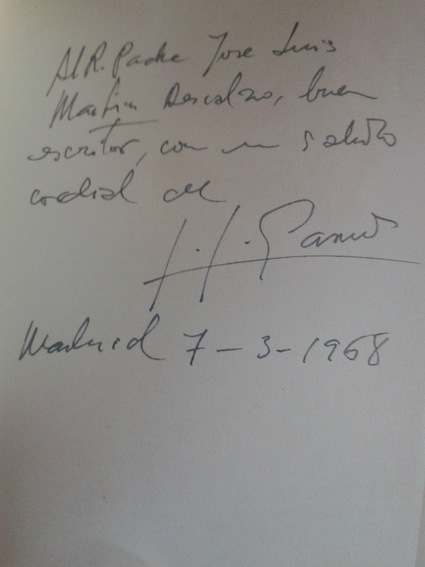 Al R. Padre Jose Luis
Martin Descalzo, buen
escritor, con un saludo
cordial de
J. J.
Madrid 7-3-1968